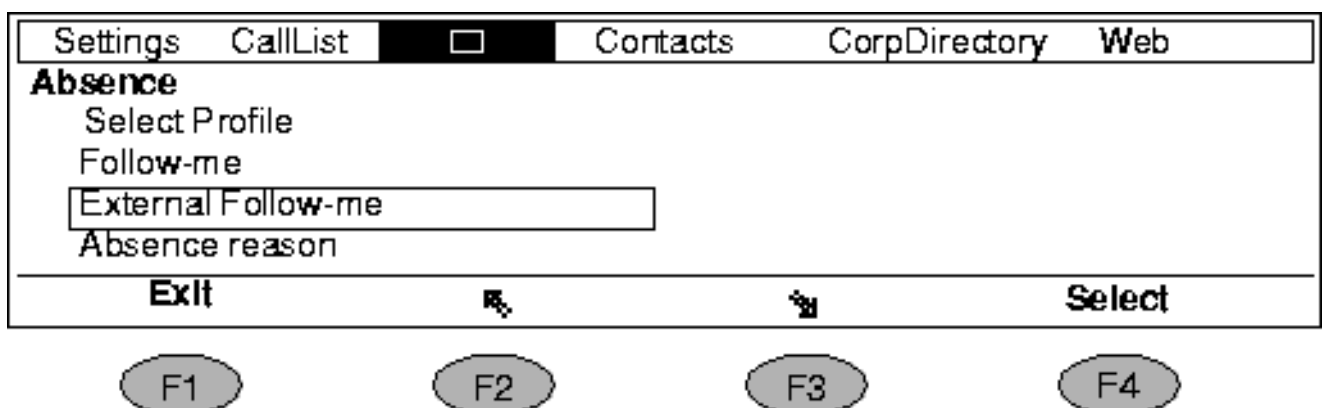 Settings CallList Contacts CorpDirectory Web
Absence
Select Profile
Follow-me
External Follow-me
Absence reason
Exit Select
F1 F2 F3 F4